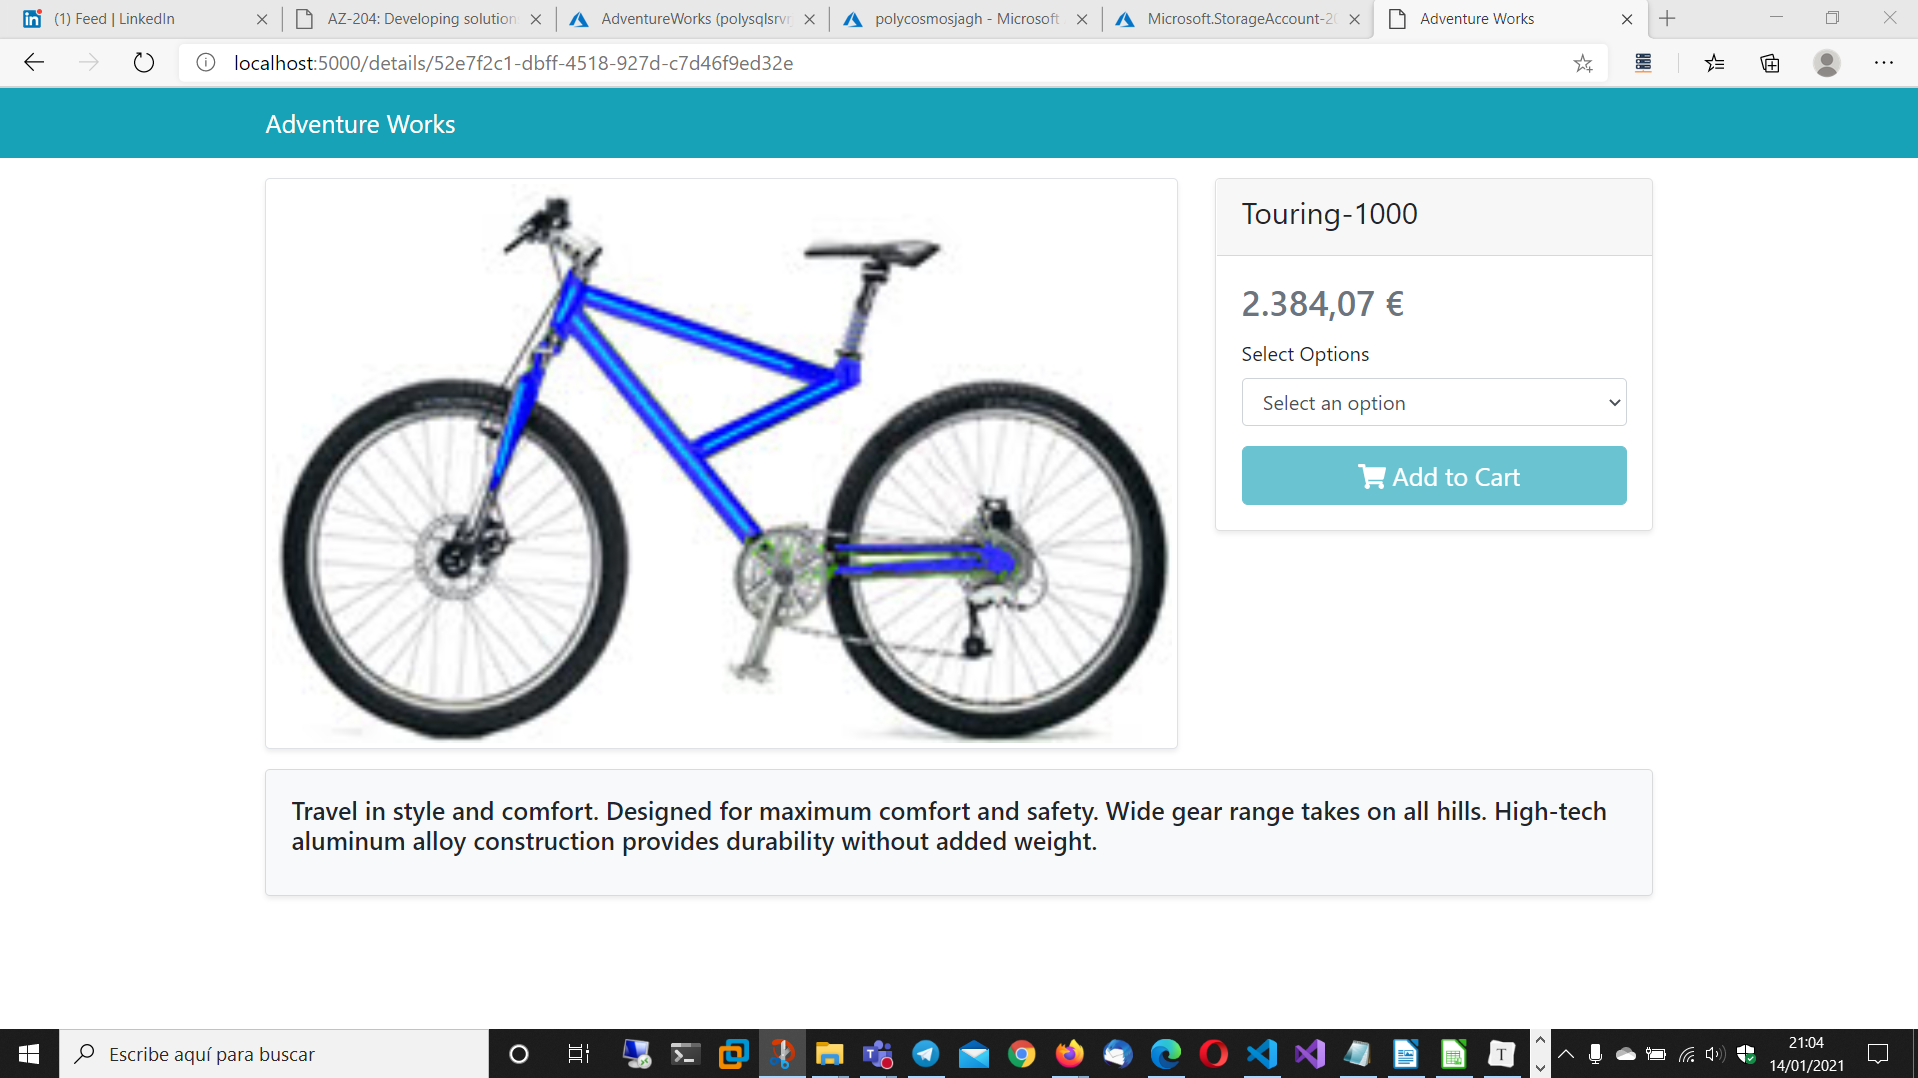 (1) Feed | LinkedIn
AZ-204: Developing solution
AdventureWorks (polysqlsrv
polycosmosjagh - Microsoft
Microsoft.StorageAccount-20
Adventure Works
localhost:5000/details/52e7f2c1-dbff-4518-927d-c7d46f9ed32e
Adventure Works
Touring-1000
2.384,07 €
Select Options
Select an option
Add to Cart
Travel in style and comfort. Designed for maximum comfort and safety. Wide gear range takes on all hills. High-tech
aluminum alloy construction provides durability without added weight.
Escribe aquí para buscar
21:04
14/01/2021